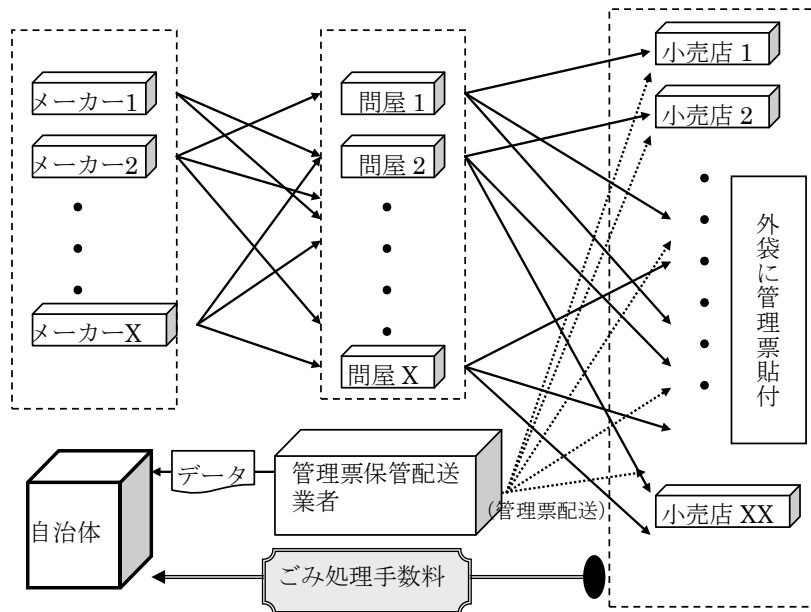 メーカー1
メーカー2
メーカーX
問屋 1
問屋 2
問屋 X
小売店 1
小売店 2
小売店 XX
外袋に管理票貼付
管理票保管配送
業者
データ
(管理票配送)
自治体
ごみ処理手数料